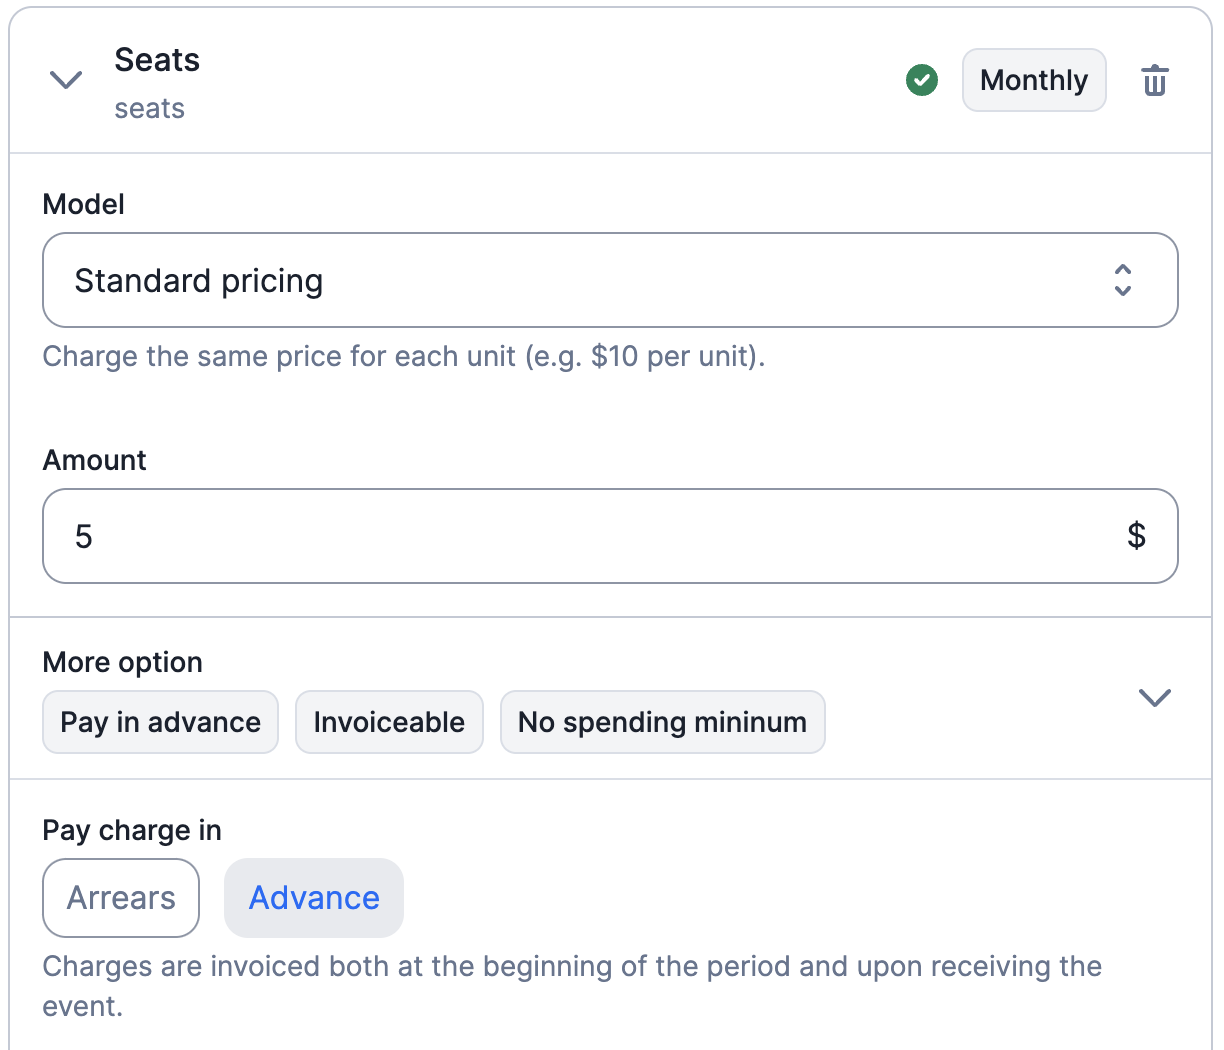 Seats
seats
Monthly
Model
Standard pricing
Charge the same price for each unit (e.g. $10 per unit).
Amount
5 $
More option
Pay in advance Invoiceable No spending mininum
Pay charge in
Arrears Advance
Charges are invoiced both at the beginning of the period and upon receiving the
event.